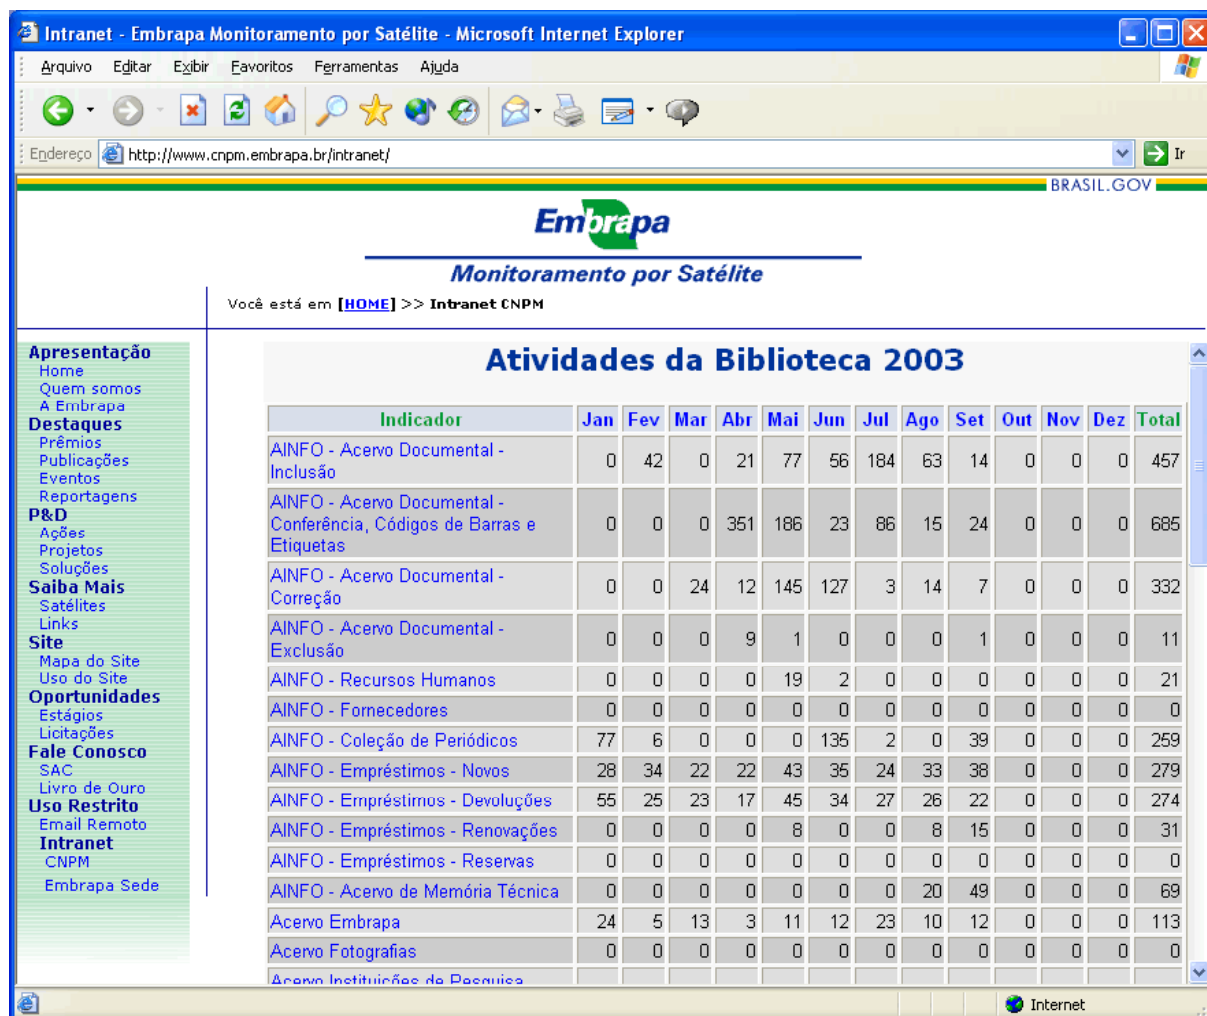 Intranet - Embrapa Monitoramento por Satélite - Microsoft Internet Explorer
Arquivo Editar Exibir Favoritos Ferramentas Ajuda
Endereço http://www.cnpm.embrapa.br/intranet/ Ir
BRASIL.GOV
Embrapa
Monitoramento por Satélite
Você está em [HOME] >> Intranet CNPM
Apresentação
Home
Quem somos
A Embrapa
Destaques
Prêmios
Publicações
Eventos
Reportagens
P&D
Ações
Projetos
Soluções
Saiba Mais
Satélites
Links
Site
Mapa do Site
Uso do Site
Oportunidades
Estágios
Licitações
Fale Conosco
SAC
Livro de Ouro
Uso Restrito
Email Remoto
Intranet
CNPM
Embrapa Sede
Atividades da Biblioteca 2003
Indicador Jan Fev Mar Abr Mai Jun Jul Ago Set Out Nov Dez Total
AINFO - Acervo Documental -
Inclusão 0 42 0 21 77 56 184 63 14 0 0 0 457
AINFO - Acervo Documental -
Conferência, Códigos de Barras e 0 0 0 351 186 23 86 15 24 0 0 0 685
Etiquetas
AINFO - Acervo Documental -
Correção 0 0 24 12 145 127 3 14 7 0 0 0 332
AINFO - Acervo Documental -
Exclusão 0 0 0 9 1 0 0 0 1 0 0 0 11
AINFO - Recursos Humanos 0 0 0 0 19 2 0 0 0 0 0 0 21
AINFO - Fornecedores 0 0 0 0 0 0 0 0 0 0 0 0 0
AINFO - Coleção de Periódicos 77 6 0 0 0 135 2 0 39 0 0 0 259
AINFO - Empréstimos - Novos 28 34 22 22 43 35 24 33 38 0 0 0 279
AINFO - Empréstimos - Devoluções 55 25 23 17 45 34 27 26 22 0 0 0 274
AINFO - Empréstimos - Renovações 0 0 0 0 8 0 0 8 15 0 0 0 31
AINFO - Empréstimos - Reservas 0 0 0 0 0 0 0 0 0 0 0 0 0
AINFO - Acervo de Memória Técnica 0 0 0 0 0 0 0 20 49 0 0 0 69
Acervo Embrapa 24 5 13 3 11 12 23 10 12 0 0 0 113
Acervo Fotografias 0 0 0 0 0 0 0 0 0 0 0 0 0
Acervo Instituições de Pesquisa
Internet